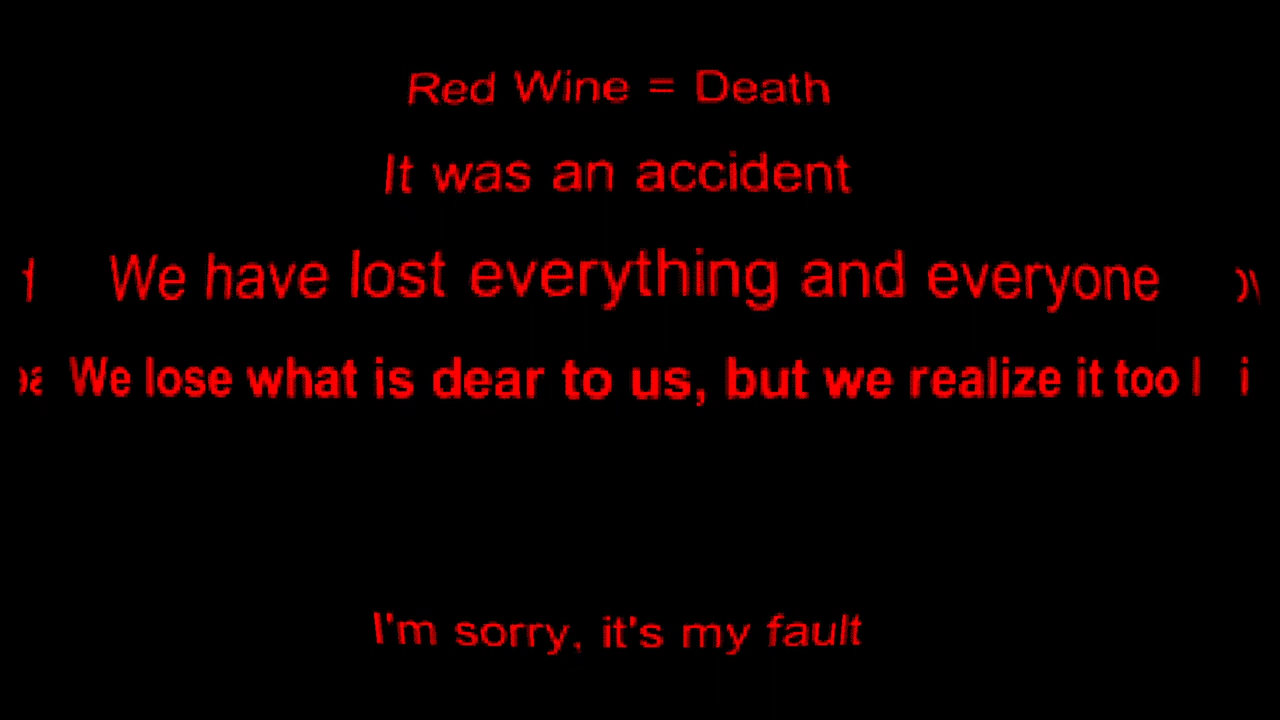 Red Wine = Death
It was an accident
We have lost everything and everyone
We lose what is dear to us, but we realize it too l
I'm sorry, it's my fault